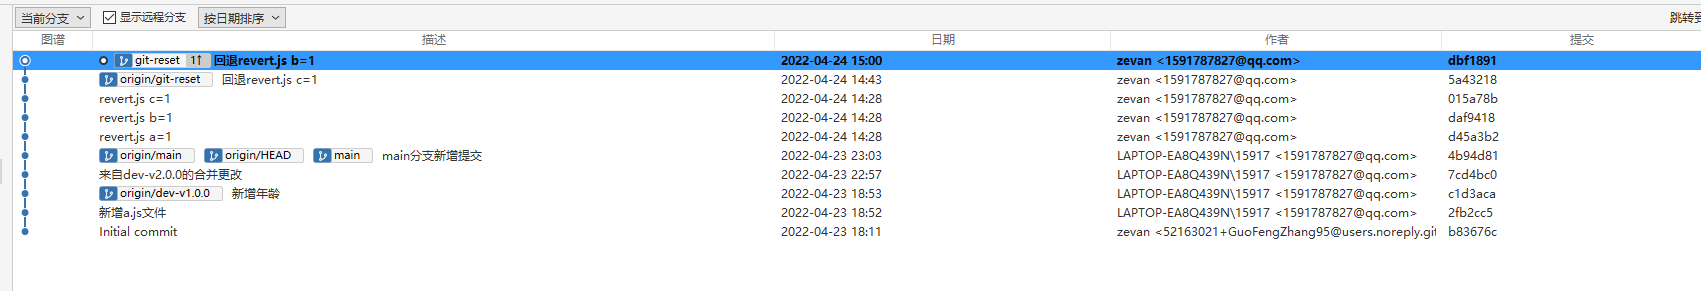 当前分支 显示远程分支 按日期排序 跳转到
图谱 描述 日期 作者 提交
git-reset 1↑ 回退revert.js b=1 2022-04-24 15:00 zevan <1591787827@qq.com> dbf1891
origin/git-reset 回退revert.js c=1 2022-04-24 14:43 zevan <1591787827@qq.com> 5a43218
revert.js c=1 2022-04-24 14:28 zevan <1591787827@qq.com> 015a78b
revert.js b=1 2022-04-24 14:28 zevan <1591787827@qq.com> daf9418
revert.js a=1 2022-04-24 14:28 zevan <1591787827@qq.com> d45a3b2
origin/main origin/HEAD main main分支新增提交 2022-04-23 23:03 LAPTOP-EA8Q439N\15917 <1591787827@qq.com> 4b94d81
来自dev-v2.0.0的合并更改 2022-04-23 22:57 LAPTOP-EA8Q439N\15917 <1591787827@qq.com> 7cd4bc0
origin/dev-v1.0.0 新增年龄 2022-04-23 18:53 LAPTOP-EA8Q439N\15917 <1591787827@qq.com> c1d3aca
新增a.js文件 2022-04-23 18:52 LAPTOP-EA8Q439N\15917 <1591787827@qq.com> 2fb2cc5
Initial commit 2022-04-23 18:11 zevan <52163021+GuoFengZhang95@users.noreply.git b83676c